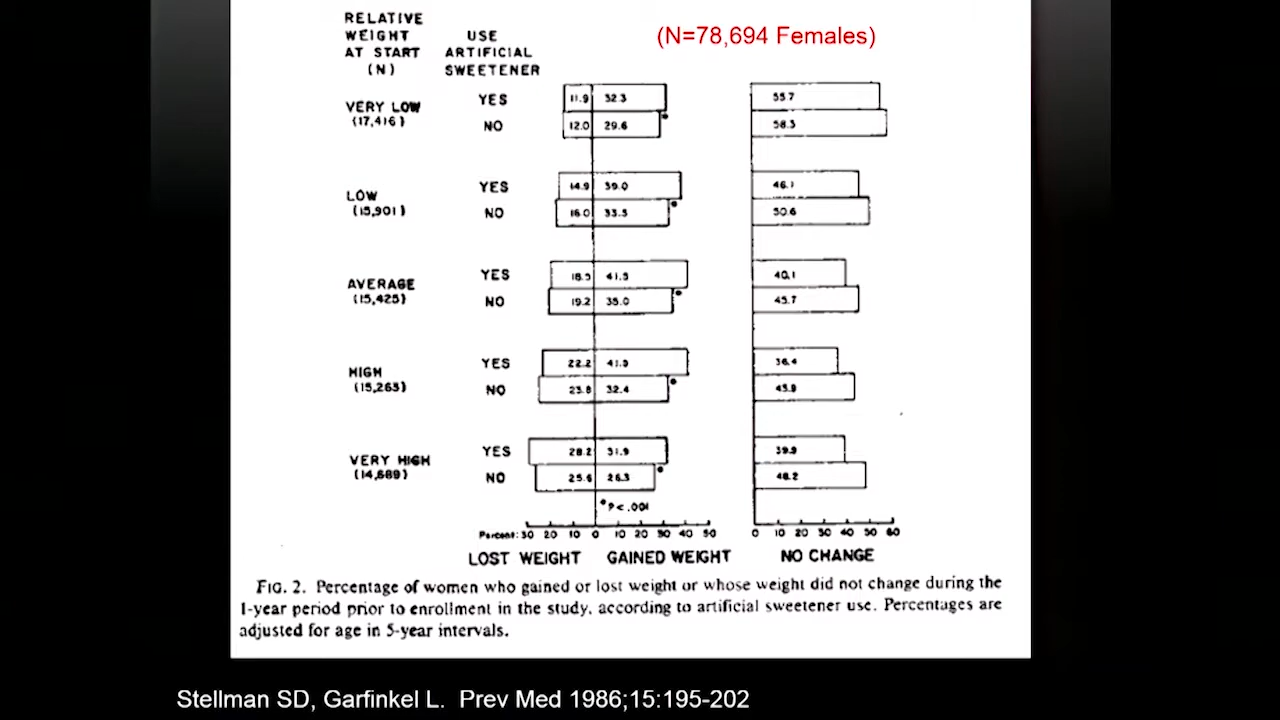 RELATIVE WEIGHT AT START (N)
USE ARTIFICIAL SWEETENER
(N=78,694 Females)
VERY LOW (17,416)
YES 11.9 32.3 55.7
NO 12.0 29.6 • 58.3
LOW (15,901)
YES 14.9 39.0 46.1
NO 16.0 33.5 • 50.6
AVERAGE (15,425)
YES 18.5 41.5 40.1
NO 19.2 35.0 • 45.7
HIGH (15,263)
YES 22.2 41.5 36.4
NO 23.8 32.4 • 43.9
VERY HIGH (14,689)
YES 28.2 31.9 39.9
NO 25.6 26.3 • 48.2
•P<.001
Percent: 30 20 10 0 10 20 30 40 50 0 10 20 30 40 50 60
LOST WEIGHT GAINED WEIGHT NO CHANGE
FIG. 2. Percentage of women who gained or lost weight or whose weight did not change during the
1-year period prior to enrollment in the study, according to artificial sweetener use. Percentages are
adjusted for age in 5-year intervals.
Stellman SD, Garfinkel L. Prev Med 1986;15:195-202